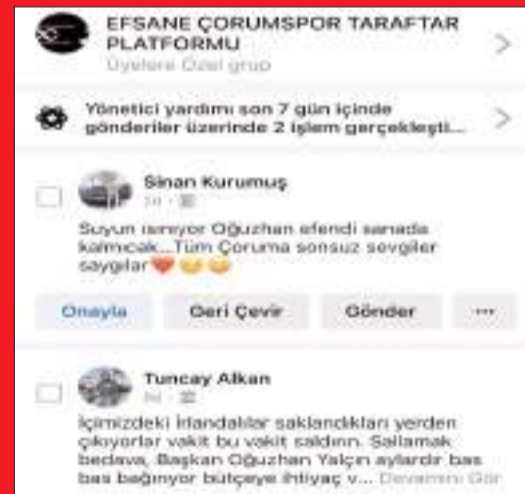 EFSANE ÇORUMSPOR TARAFTAR
PLATFORMU
Üyelere Özel grup
Yönetici yardımı son 7 gün içinde
gönderiler üzerinde 2 işlem gerçekleşti...
Sinan Kurumuş
Suyun ısınıyor Oğuzhan efendi sanada
kalmıcak...Tüm Çoruma sonsuz sevgiler
saygılar
Onayla
Geri Çevir
Gönder
...
Tuncay Alkan
İçimizdeki İrlandalılar saklandıkları yerden
çıkıyorlar vakit bu vakit saldırın. Sallamak
bedava, Başkan Oğuzhan Yalçın aylardır bas
bas bağırıyor bütçeye ihtiyaç v... Devamını Gör